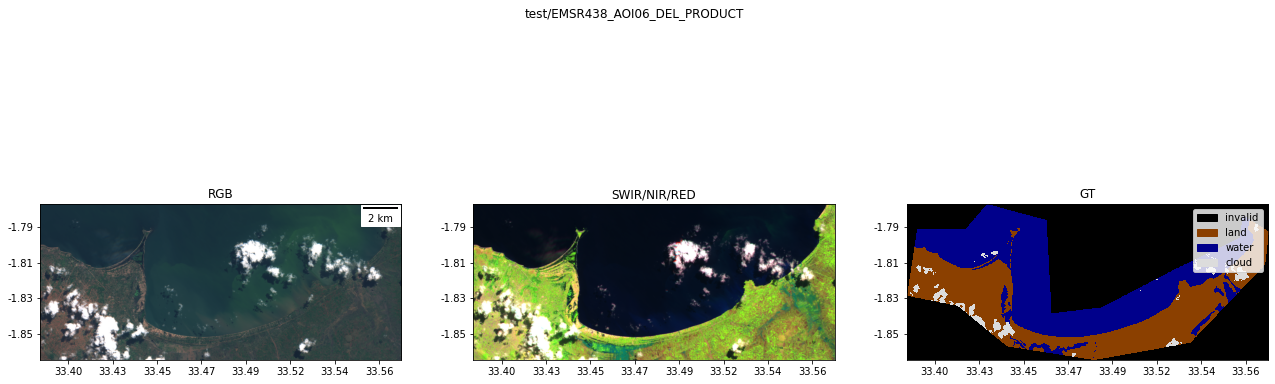 test/EMSR438_AOI06_DEL_PRODUCT
RGB
SWIR/NIR/RED
GT
2 km
invalid
land
water
cloud
-1.79
-1.81
-1.83
-1.85
33.40 33.43 33.45 33.47 33.49 33.52 33.54 33.56
-1.79
-1.81
-1.83
-1.85
33.40 33.43 33.45 33.47 33.49 33.52 33.54 33.56
-1.79
-1.81
-1.83
-1.85
33.40 33.43 33.45 33.47 33.49 33.52 33.54 33.56